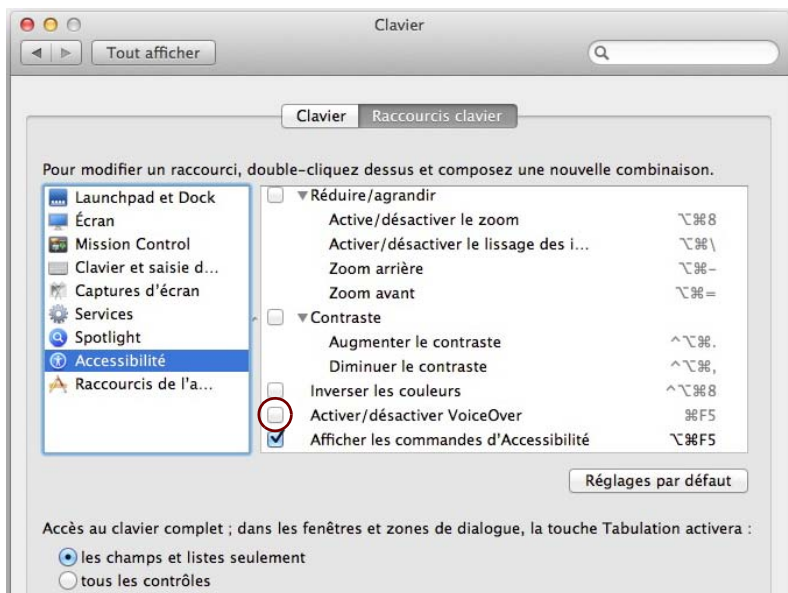 Clavier
Tout afficher
Clavier Raccourcis clavier
Pour modifier un raccourci, double-cliquez dessus et composez une nouvelle combinaison.
Launchpad et Dock
Écran
Mission Control
Clavier et saisie d...
Captures d'écran
Services
Spotlight
Accessibilité
Raccourcis de l'a...
Réduire/agrandir
Active/désactiver le zoom ⌥⌘8
Activer/désactiver le lissage des i... ⌥⌘\
Zoom arrière ⌥⌘-
Zoom avant ⌥⌘=
Contraste
Augmenter le contraste ^⌥⌘.
Diminuer le contraste ^⌥⌘,
Inverser les couleurs ^⌥⌘8
Activer/désactiver VoiceOver ⌘F5
Afficher les commandes d'Accessibilité ⌥⌘F5
Réglages par défaut
Accès au clavier complet ; dans les fenêtres et zones de dialogue, la touche Tabulation activera :
les champs et listes seulement
tous les contrôles